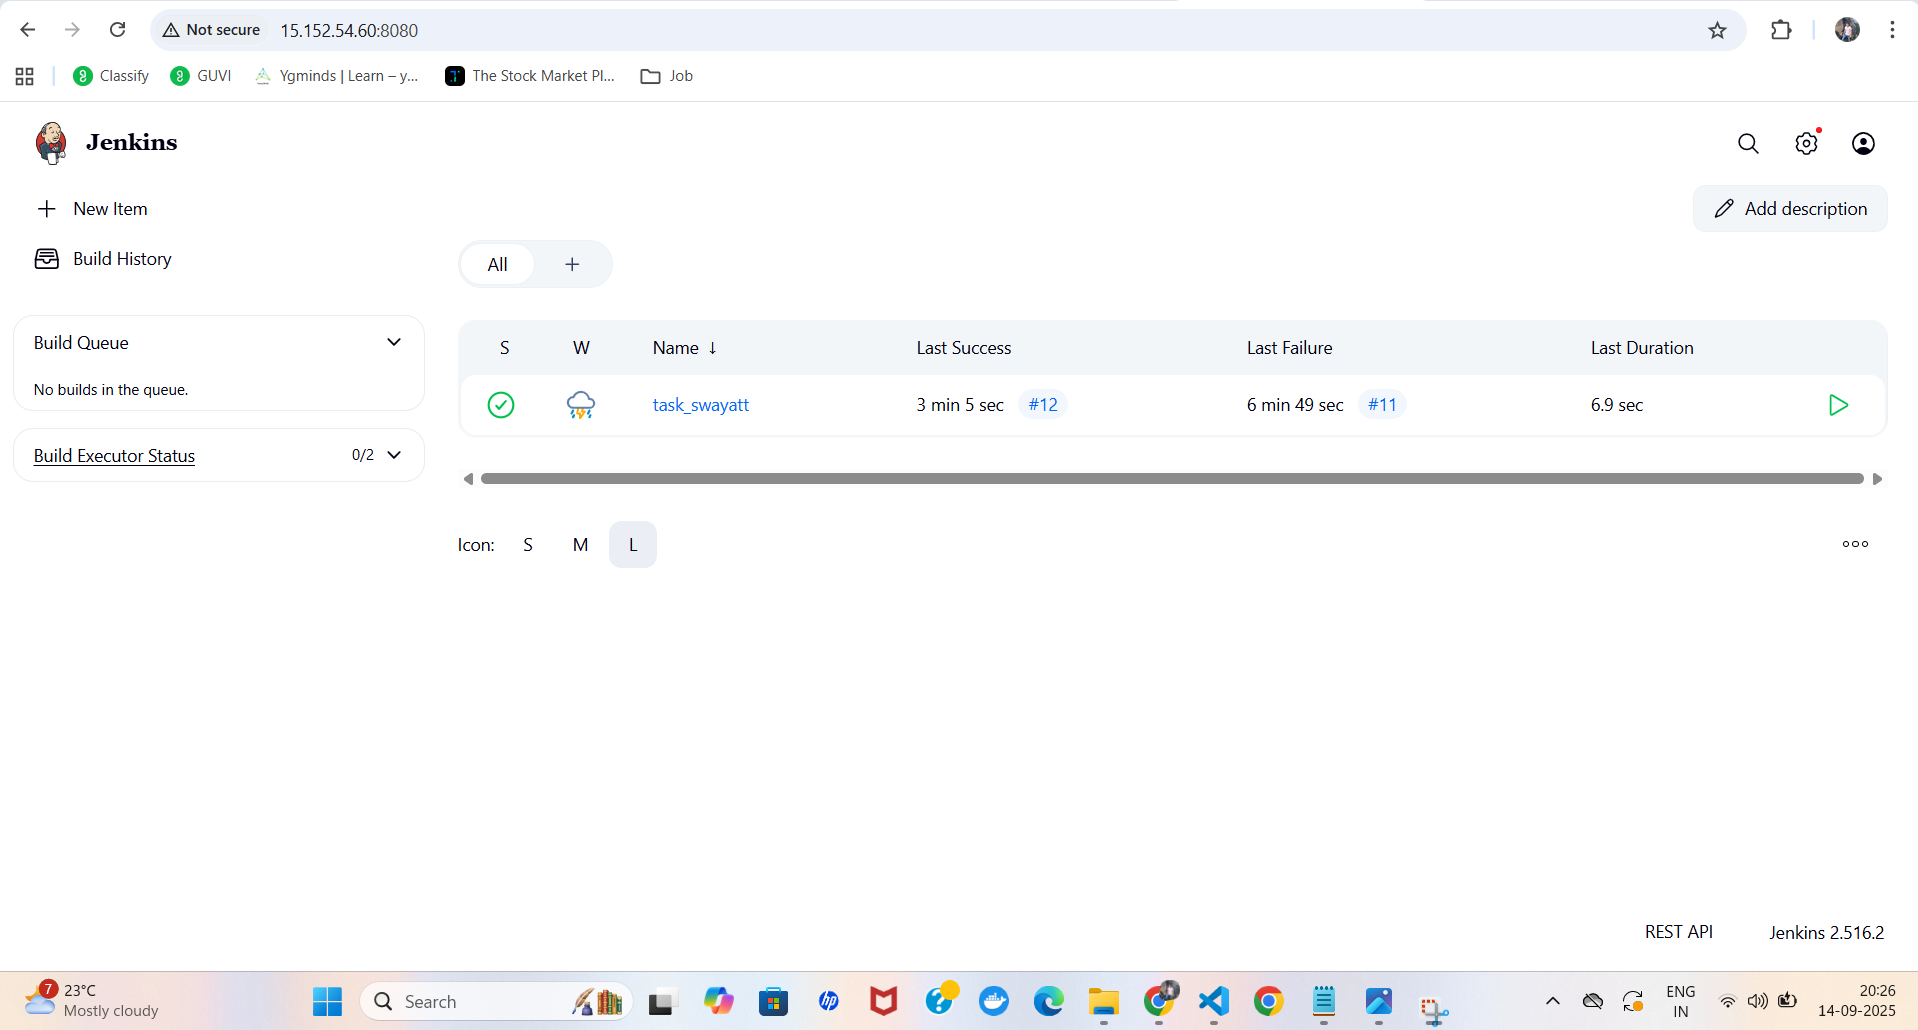 Not secure 15.152.54.60:8080
Classify GUVI Ygminds | Learn – y... The Stock Market Pl... Job
Jenkins
New Item
Add description
Build History
All
Build Queue
No builds in the queue.
Build Executor Status 0/2
S W Name ↓ Last Success Last Failure Last Duration
task_swayatt 3 min 5 sec #12 6 min 49 sec #11 6.9 sec
Icon: S M L
REST API Jenkins 2.516.2
7 23°C
Mostly cloudy
Search
hp
ENG
IN
20:26
14-09-2025